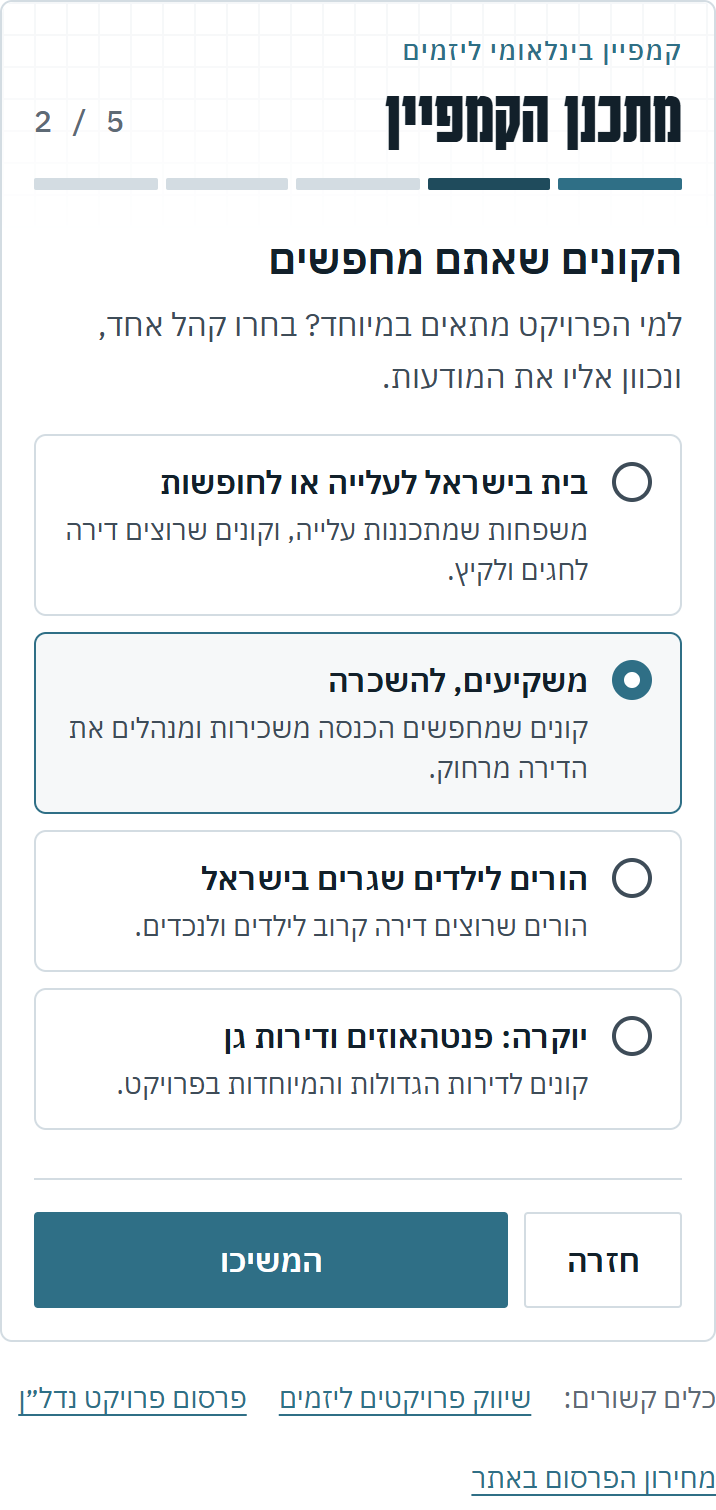 קמפיין בינלאומי ליזמים
מתכנן הקמפיין
2 / 5
הקונים שאתם מחפשים
למי הפרויקט מתאים במיוחד? בחרו קהל אחד,
ונכוון אליו את המודעות.
בית בישראל לעלייה או לחופשות
משפחות שמתכננות עלייה, וקונים שרוצים דירה
לחגים ולקיץ.
משקיעים, להשכרה
קונים שמחפשים הכנסה משכירות ומנהלים את
הדירה מרחוק.
הורים לילדים שגרים בישראל
הורים שרוצים דירה קרוב לילדים ולנכדים.
יוקרה: פנטהאוזים ודירות גן
קונים לדירות הגדולות והמיוחדות בפרויקט.
חזרה
המשיכו
כלים קשורים: שיווק פרויקטים ליזמים פרסום פרויקט נדל״ן
מחירון הפרסום באתר